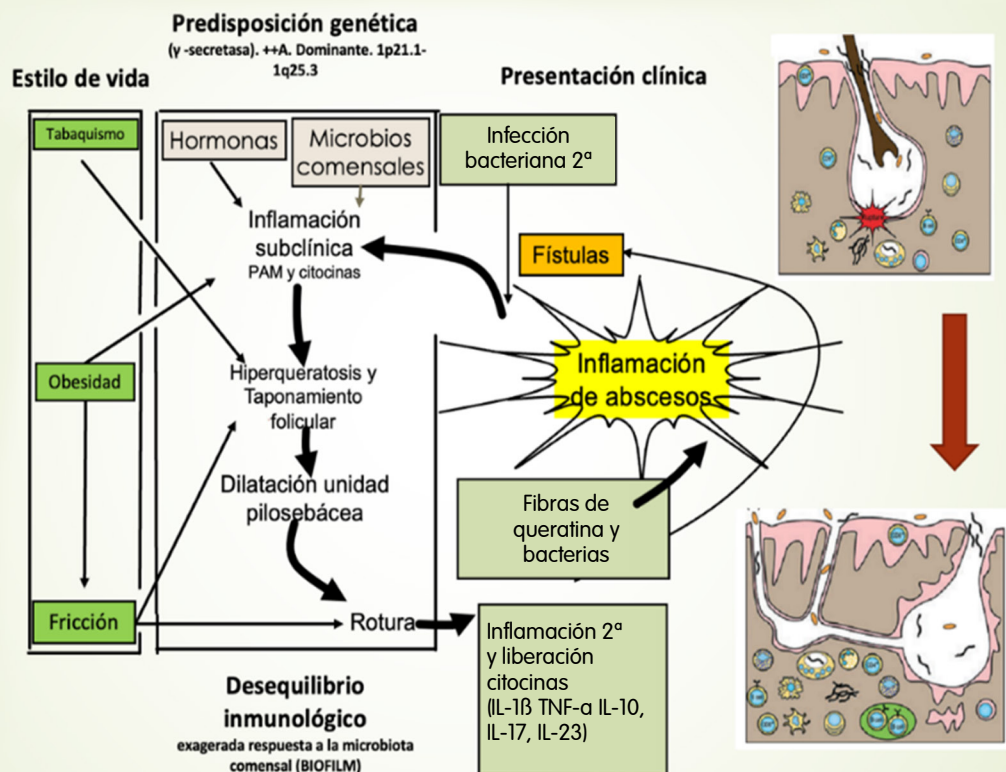 Predisposición genética
(γ -secretasa). ++A. Dominante. 1p21.1-
1q25.3
Estilo de vida
Presentación clínica
Tabaquismo
Hormonas
Microbios
comensales
Infección
bacteriana 2ª
Inflamación
subclínica
PAM y citocinas
Fístulas
Obesidad
Hiperqueratosis y
Taponamiento
folicular
Inflamación
de abscesos
Dilatación unidad
pilosebácea
Fibras de
queratina y
bacterias
Fricción
Rotura
Inflamación 2ª
y liberación
citocinas
(IL-1ß TNF-α IL-10,
IL-17, IL-23)
Desequilibrio
inmunológico
exagerada respuesta a la microbiota
comensal (BIOFILM)